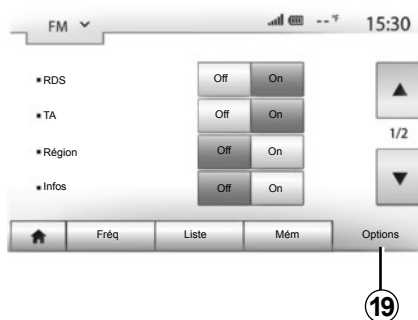 FM -- °F 15:30
RDS Off On
TA Off On
1/2
Région Off On
Infos Off On
Fréq Liste Mém Options
19